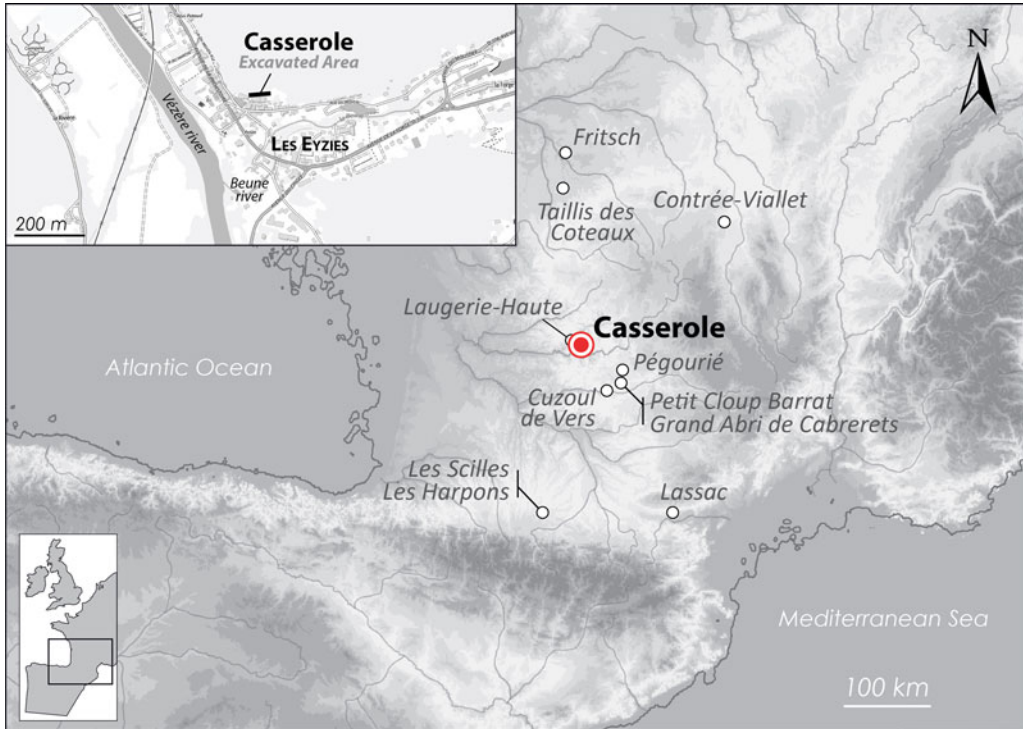 Casserole
Excavated Area
Vézère river
LES EYZIES
Beune
river
200 m
N
Fritsch
Taillis des
Coteaux
Contrée-Viallet
Laugerie-Haute
Casserole
Atlantic Ocean
Pégourié
Cuzoul
de Vers
Petit Cloup Barrat
Grand Abri de Cabrerets
Les Scilles
Les Harpons
Lassac
Mediterranean Sea
100 km